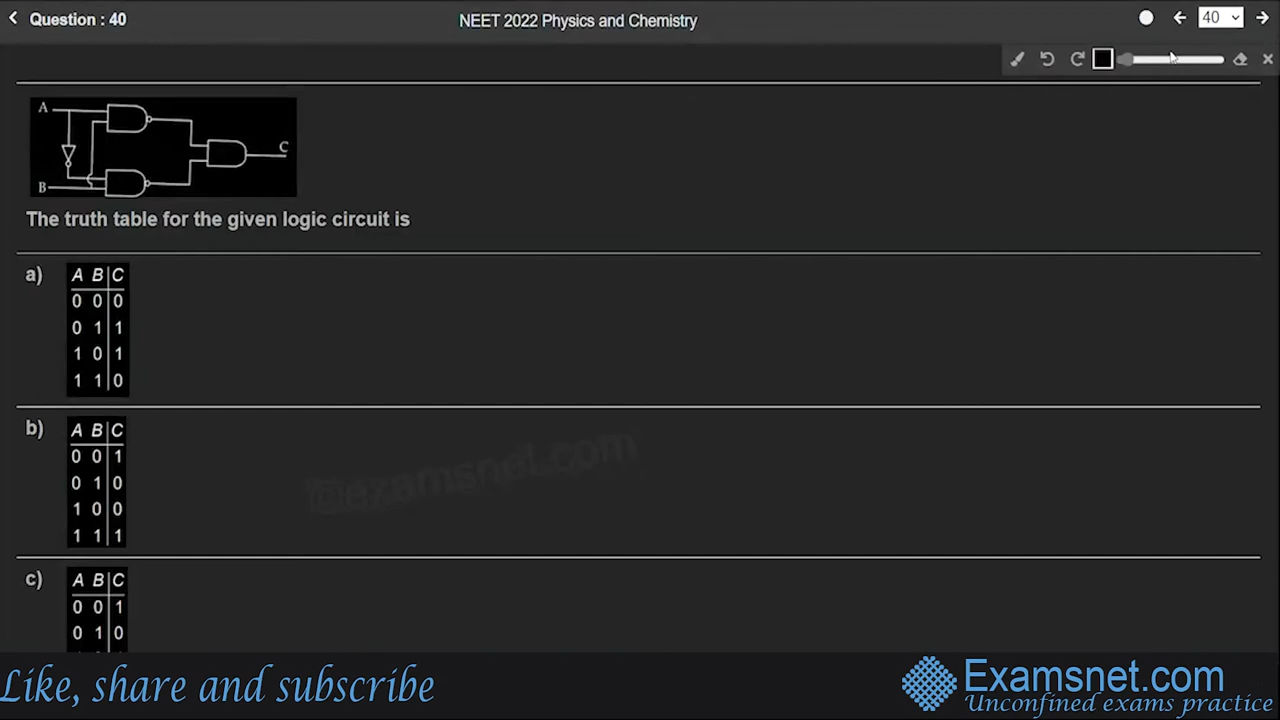 Question : 40
NEET 2022 Physics and Chemistry
40
A
C
B
The truth table for the given logic circuit is
a)
A B C
0 0 0
0 1 1
1 0 1
1 1 0
b)
A B C
0 0 1
0 1 0
1 0 0
1 1 1
©examsnet.com
c)
A B C
0 0 1
0 1 0
Like, share and subscribe
Examsnet.com
Unconfined exams practice